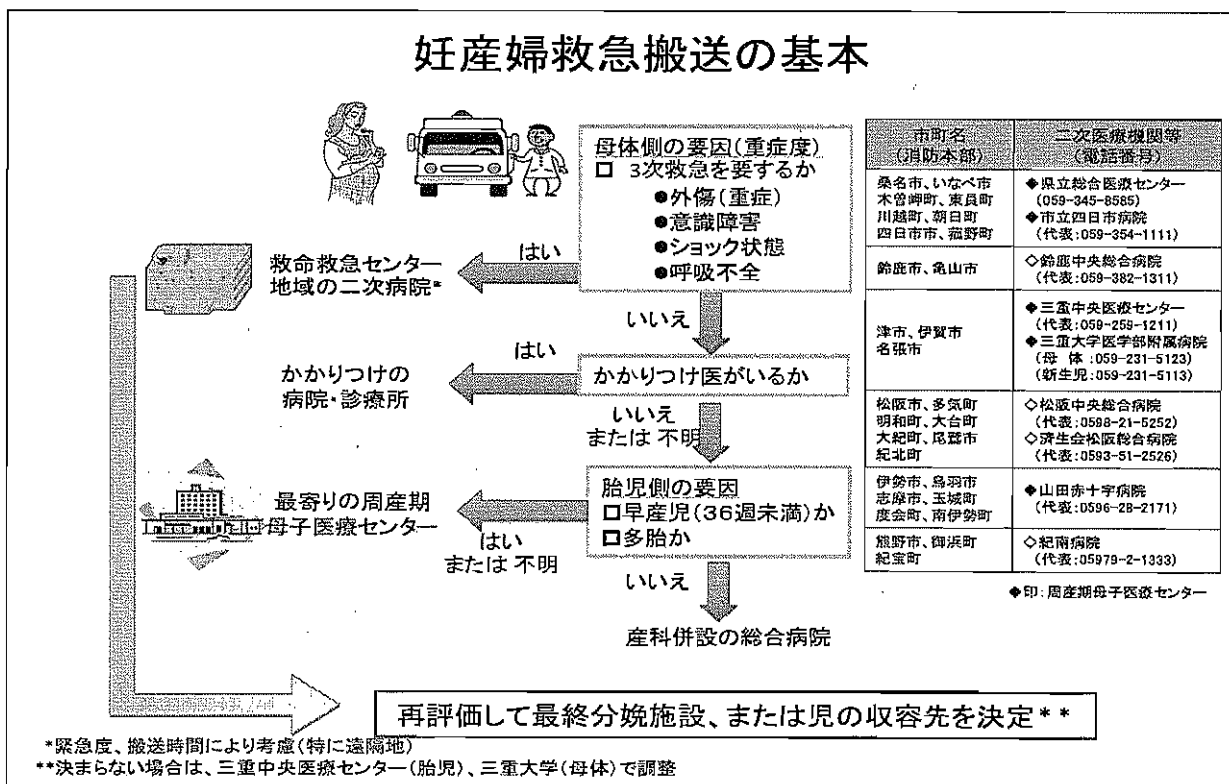 妊産婦救急搬送の基本
母体側の要因(重症度)
□ 3次救急を要するか
●外傷(重症)
●意識障害
●ショック状態
●呼吸不全
はい
救命救急センター
地域の二次病院*
いいえ
はい
かかりつけの
病院・診療所
かかりつけ医がいるか
いいえ
または 不明
胎児側の要因
□早産児(36週未満)か
□多胎か
最寄りの周産期
母子医療センター
はい
または 不明
いいえ
産科併設の総合病院
再評価して最終分娩施設、または児の収容先を決定**
*緊急度、搬送時間により考慮(特に遠隔地)
**決まらない場合は、三重中央医療センター(胎児)、三重大学(母体)で調整
市町名
(消防本部)
二次医療機関等
(電話番号)
桑名市、いなべ市
木曽岬町、東員町
川越町、朝日町
四日市市、菰野町
◆県立総合医療センター
(059-345-8585)
◆市立四日市病院
(代表:059-354-1111)
鈴鹿市、亀山市
◇鈴鹿中央総合病院
(代表:059-382-1311)
津市、伊賀市
名張市
◆三重中央医療センター
(代表:059-259-1211)
◆三重大学医学部附属病院
(母 体:059-231-5123)
(新生児:059-231-5113)
松阪市、多気町
明和町、大台町
大紀町、尾鷲市
紀北町
◇松阪中央総合病院
(代表:0598-21-5252)
◇済生会松阪総合病院
(代表:0593-51-2526)
伊勢市、鳥羽市
志摩市、玉城町
度会町、南伊勢町
◆山田赤十字病院
(代表:0596-28-2171)
熊野市、御浜町
紀宝町
◇紀南病院
(代表:05979-2-1333)
◆印:周産期母子医療センター